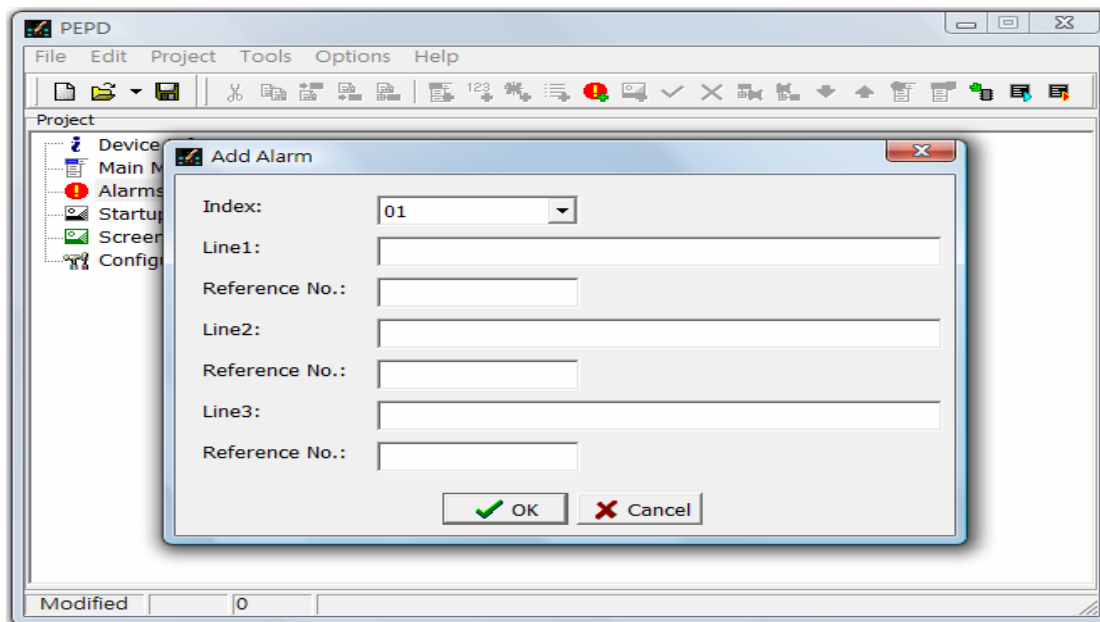 PEPD
File Edit Project Tools Options Help
123
Project
Device
Main M
Alarms
Startup
Screen
Config
Add Alarm
Index:
01
Line1:
Reference No.:
Line2:
Reference No.:
Line3:
Reference No.:
OK
Cancel
Modified
0